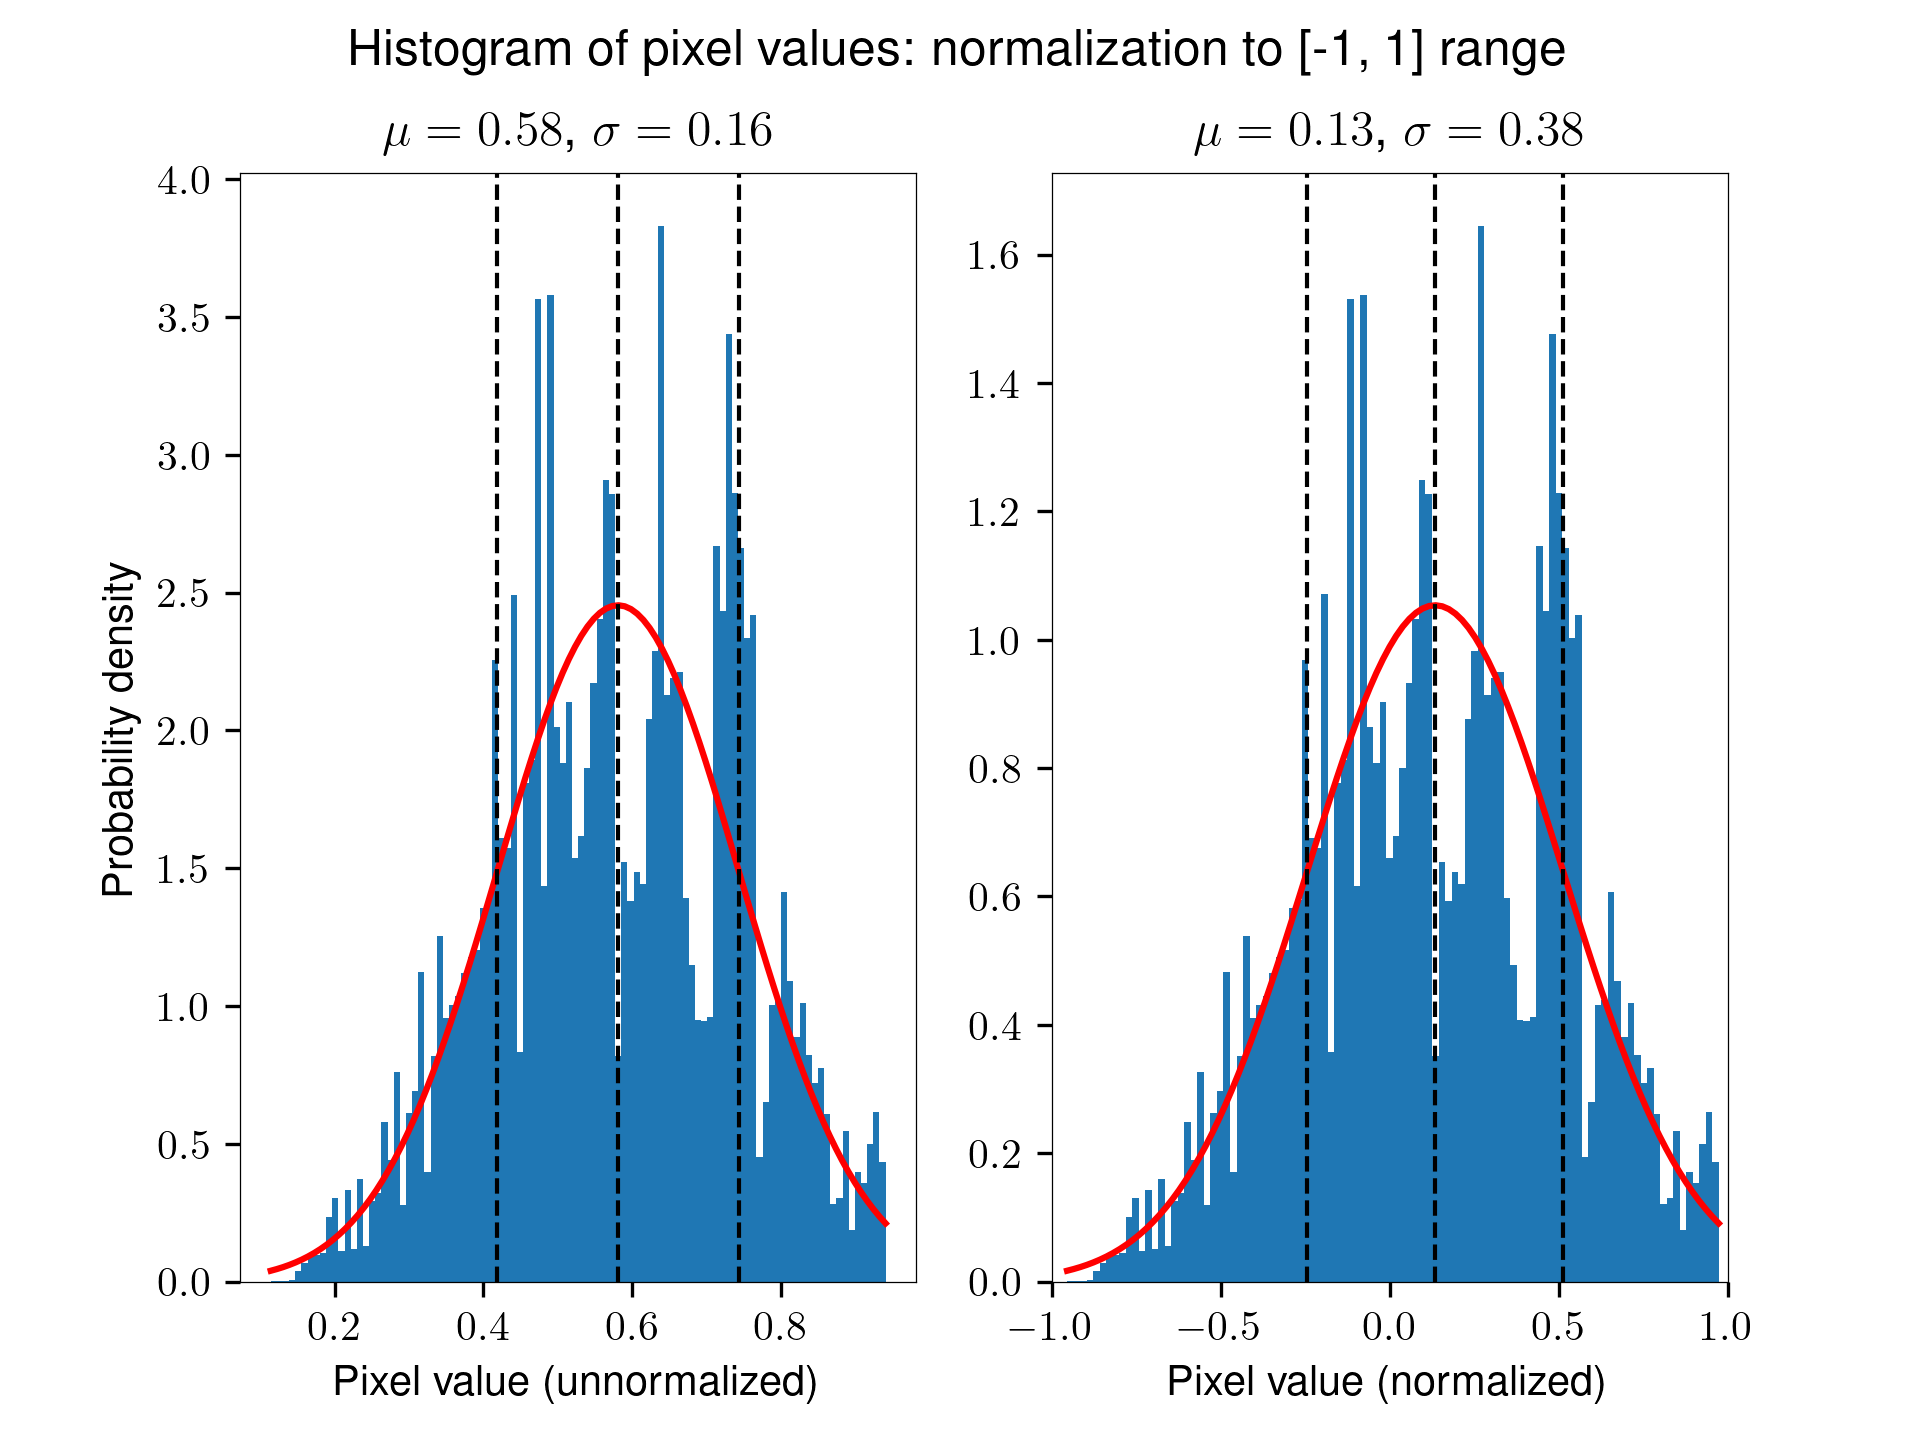 Histogram of pixel values: normalization to [-1, 1] range
μ = 0.58, σ = 0.16
μ = 0.13, σ = 0.38
Probability density
4.0
3.5
3.0
2.5
2.0
1.5
1.0
0.5
0.0
0.2 0.4 0.6 0.8
Pixel value (unnormalized)
1.6
1.4
1.2
1.0
0.8
0.6
0.4
0.2
0.0
−1.0 −0.5 0.0 0.5 1.0
Pixel value (normalized)